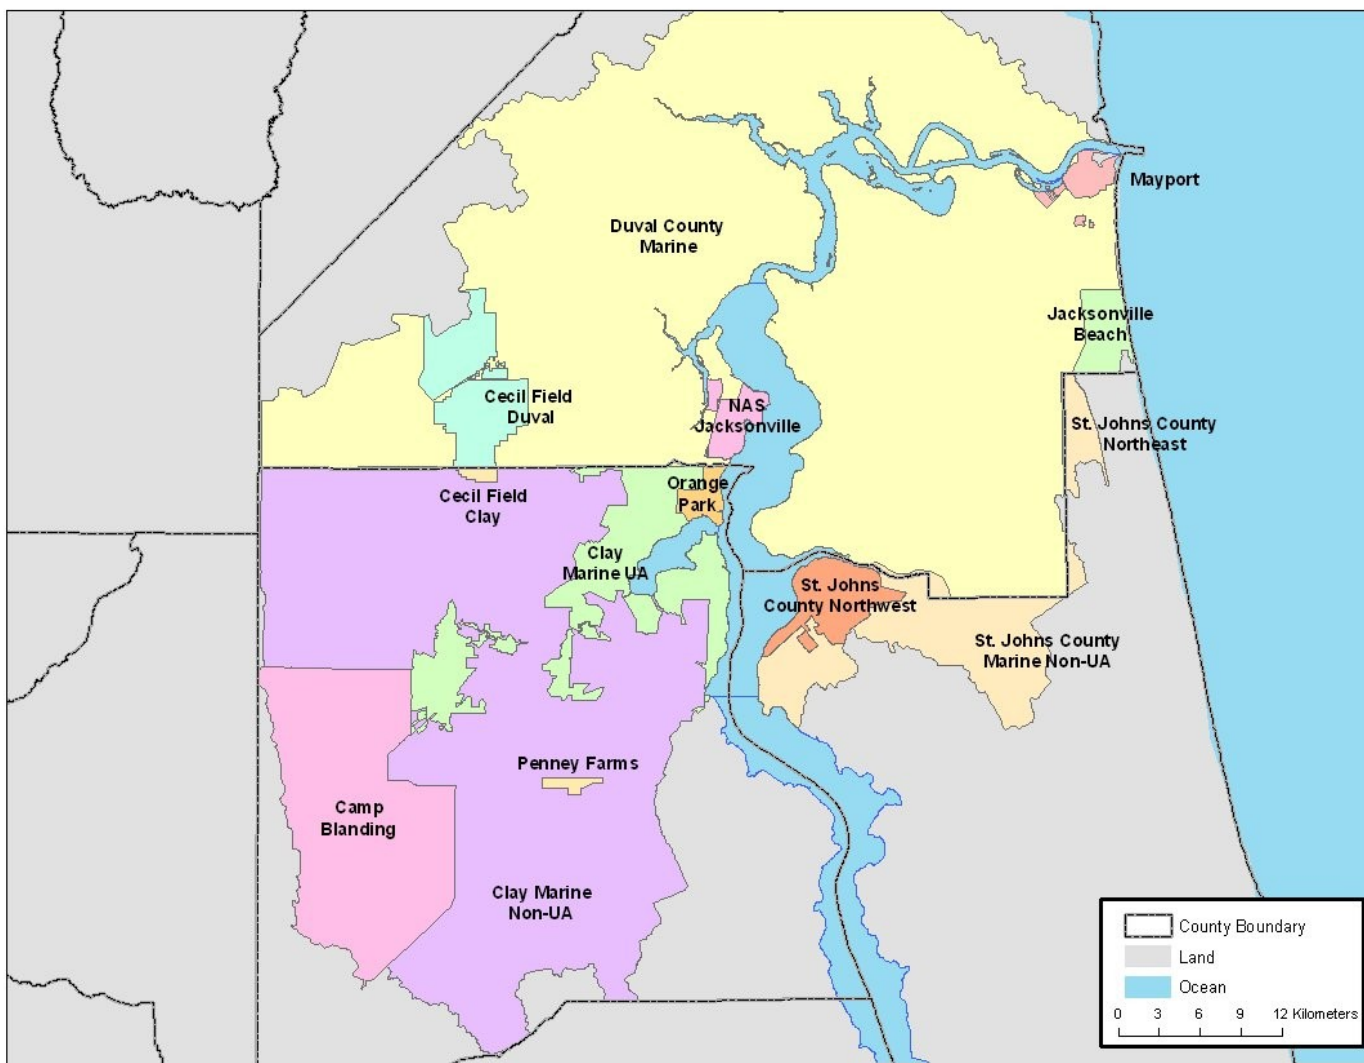 Mayport
Duval County
Marine
Jacksonville
Beach
Cecil Field
Duval
NAS
Jacksonville
St. Johns County
Northeast
Orange
Park
Cecil Field
Clay
Clay
Marine UA
St. Johns
County Northwest
St. Johns County
Marine Non-UA
Penney Farms
Camp
Blanding
Clay Marine
Non-UA
County Boundary
Land
Ocean
0 3 6 9 12 Kilometers